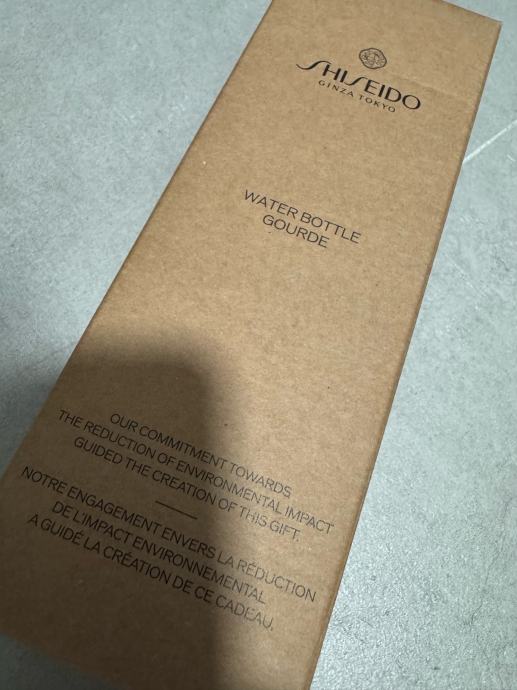 SHISEIDO
GINZA TOKYO
WATER BOTTLE
GOURDE
OUR COMMITMENT TOWARDS
THE REDUCTION OF ENVIRONMENTAL IMPACT
GUIDED THE CREATION OF THIS GIFT.
NOTRE ENGAGEMENT ENVERS LA RÉDUCTION
DE L'IMPACT ENVIRONNEMENTAL
A GUIDÉ LA CRÉATION DE CE CADEAU.